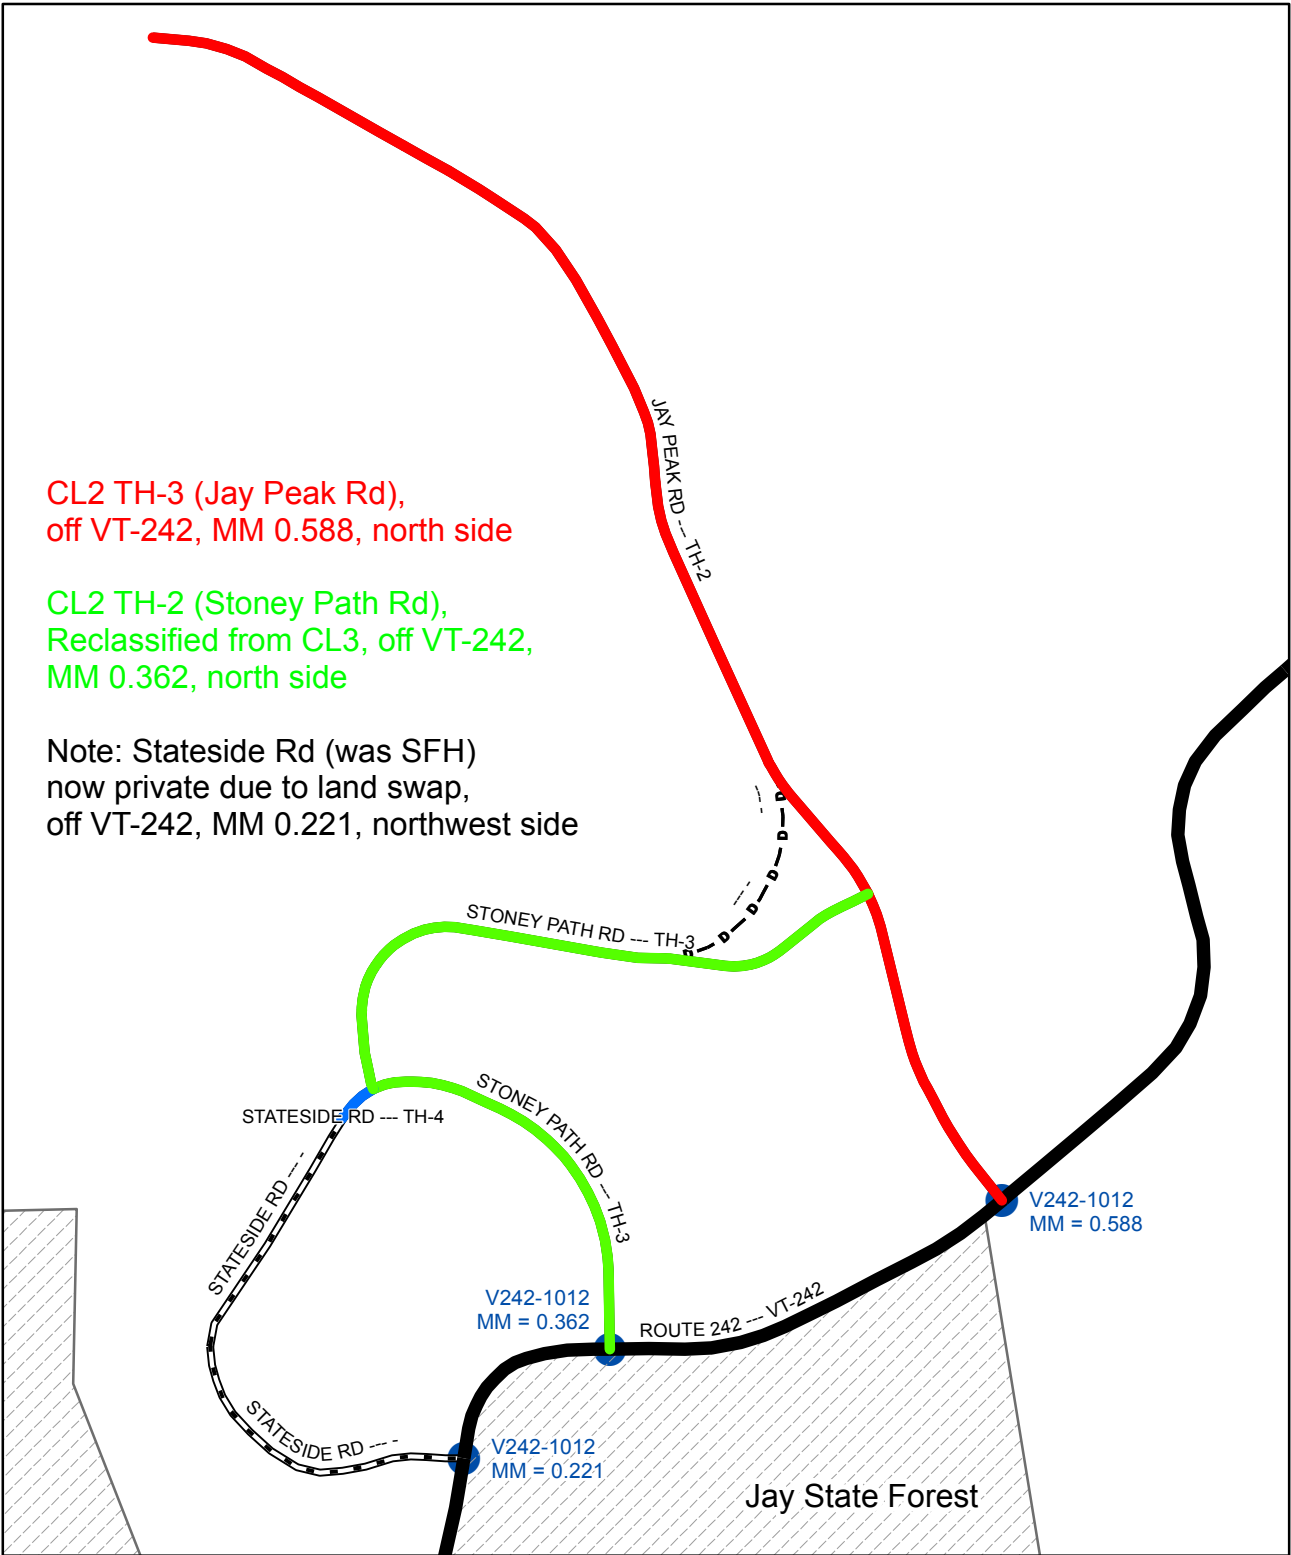 JAY PEAK RD --- TH-2
CL2 TH-3 (Jay Peak Rd),
off VT-242, MM 0.588, north side
CL2 TH-2 (Stoney Path Rd),
Reclassified from CL3, off VT-242,
MM 0.362, north side
Note: Stateside Rd (was SFH)
now private due to land swap,
off VT-242, MM 0.221, northwest side
--- -
D
D
D
--- -
D
D
D
STONEY PATH RD --- TH-3
STONEY PATH RD --- TH-3
STATESIDE RD --- TH-4
STATESIDE RD --- -
V242-1012
MM = 0.588
V242-1012
MM = 0.362
ROUTE 242 --- VT-242
STATESIDE RD --- -
V242-1012
MM = 0.221
Jay State Forest